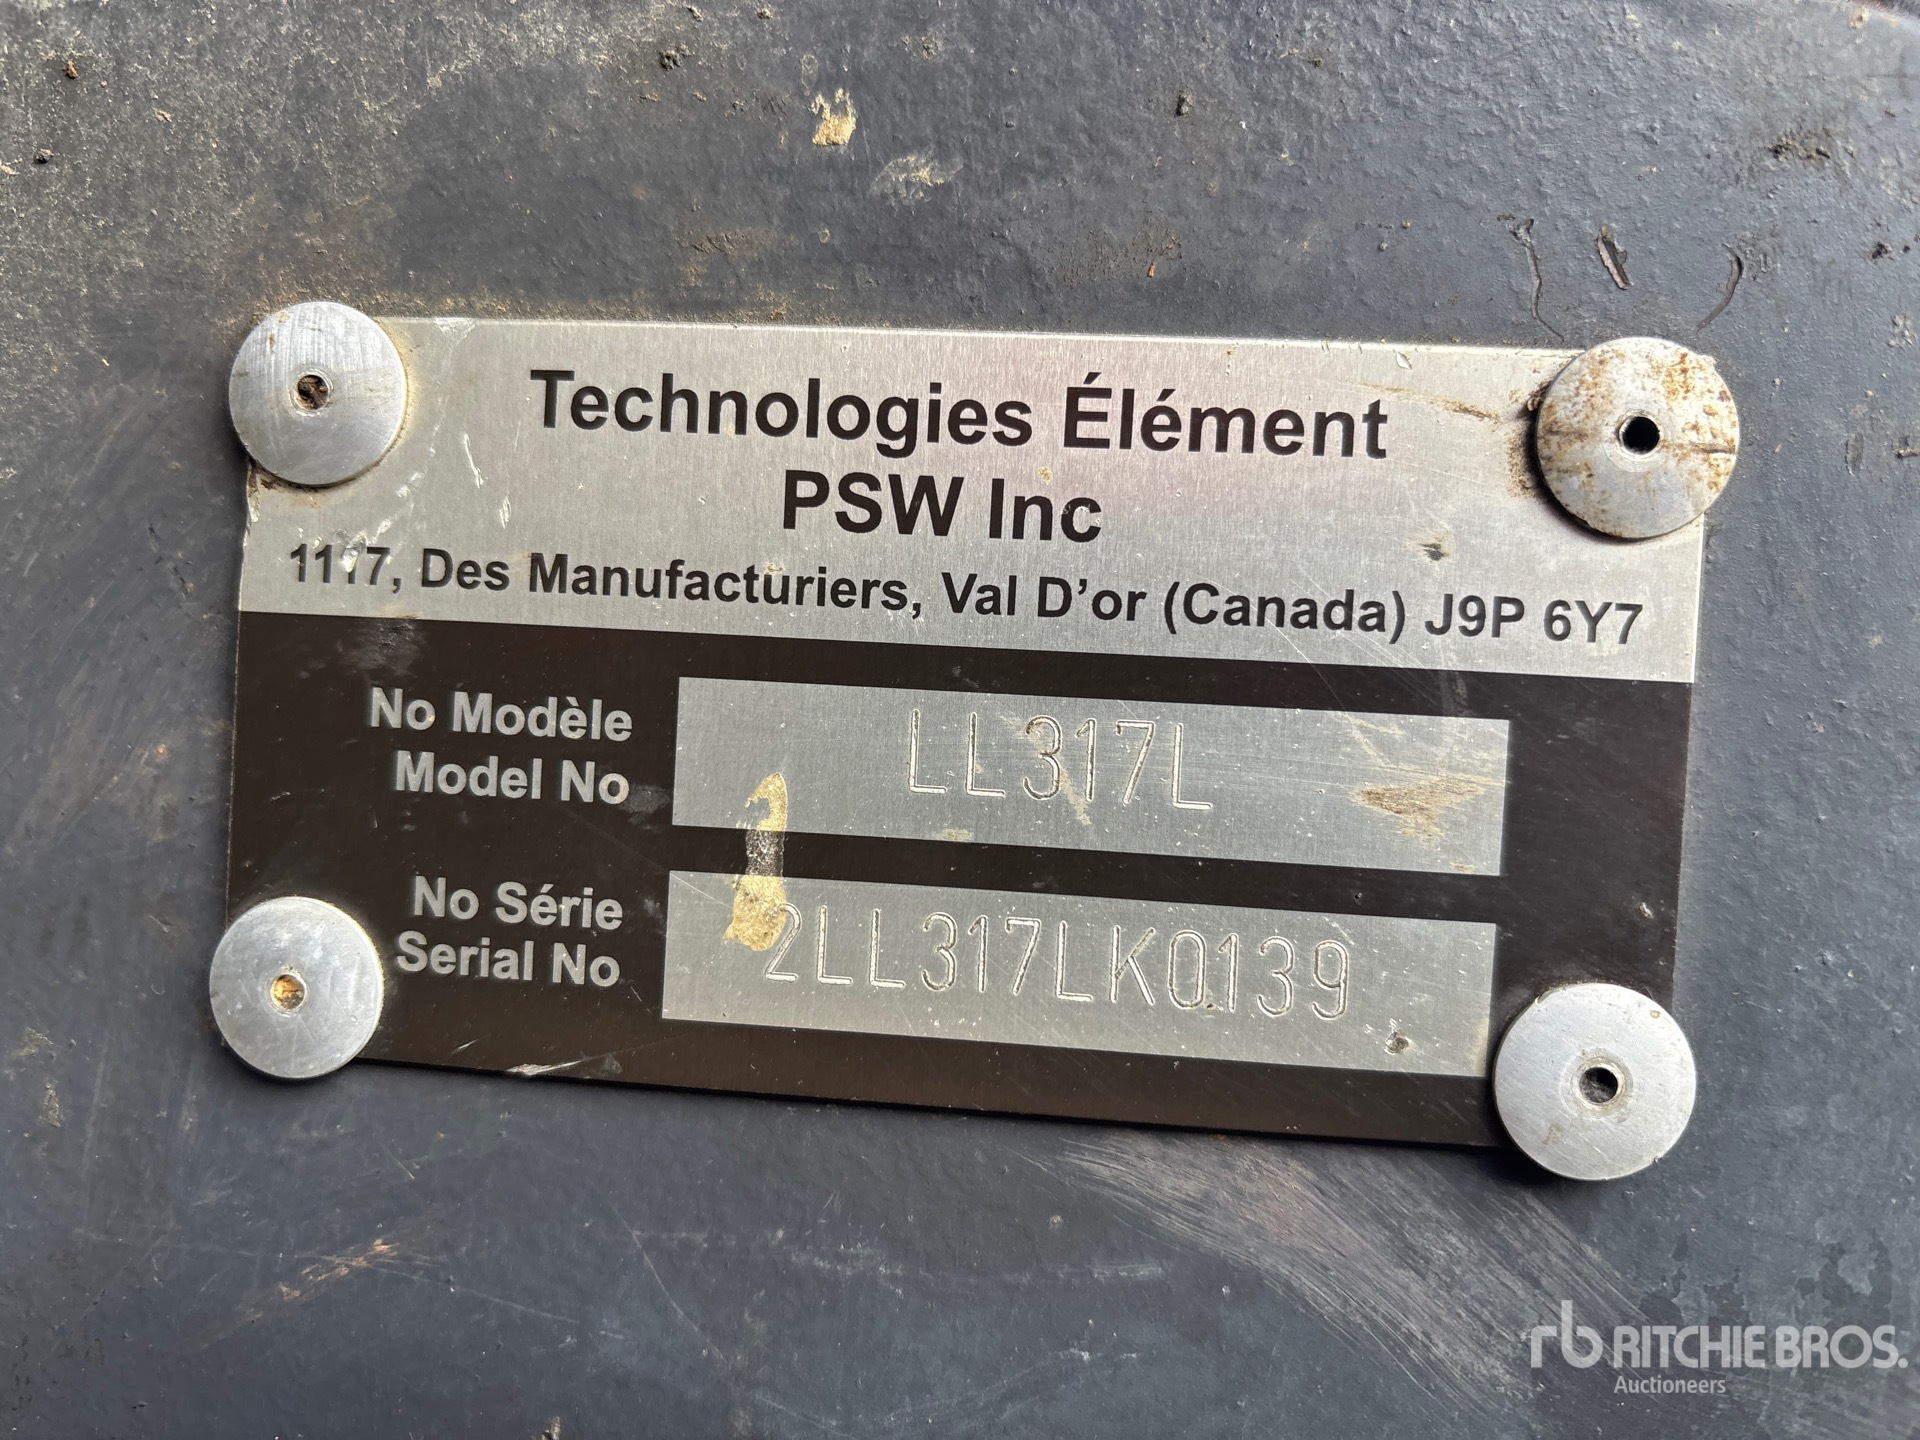 Technologies Élément
PSW Inc
1117, Des Manufacturiers, Val D'or (Canada) J9P 6Y7
No Modèle
Model No
LL317L
No Série
Serial No
2LL317LK0139
rb RITCHIE BROS.
Auctioneers